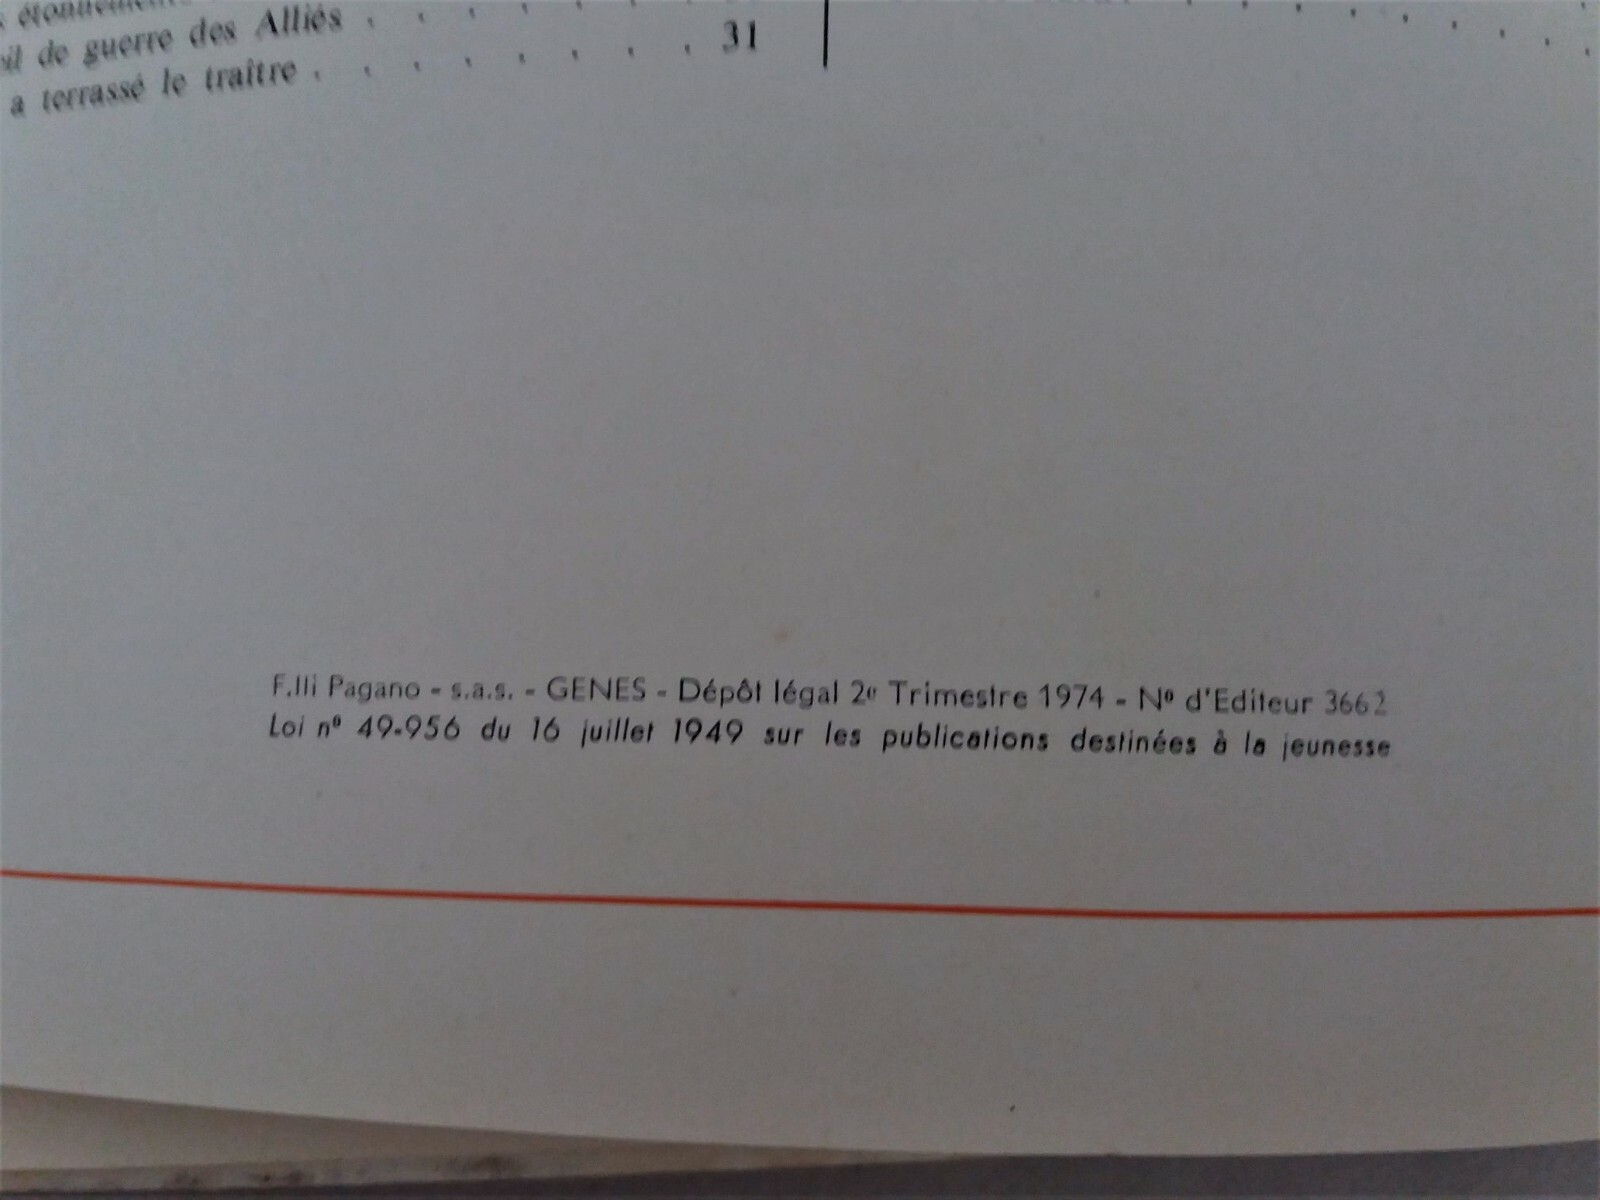 de guerre des Alliés . . . . . . .
a terrassé le traître . . . . . . . . 31
F.lli Pagano - s.a.s. - GENES - Dépôt légal 2e Trimestre 1974 - Nº d'Editeur 3662
Loi nº 49-956 du 16 juillet 1949 sur les publications destinées à la jeunesse